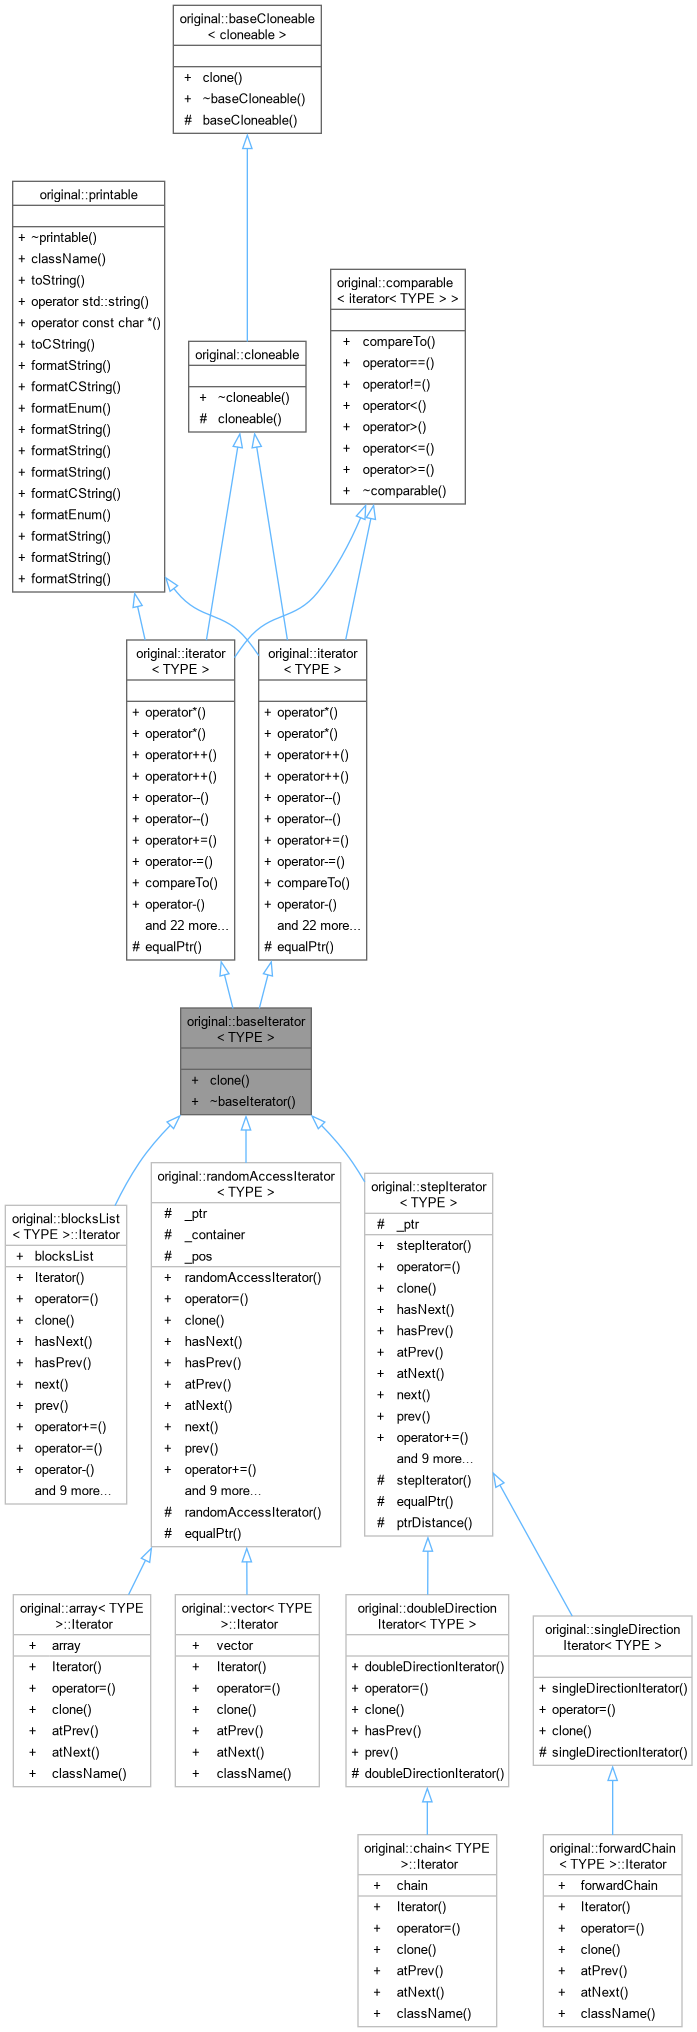 original::baseCloneable
< cloneable >
+ clone()
+ ~baseCloneable()
# baseCloneable()
original::printable
+ ~printable()
+ className()
+ toString()
+ operator std::string()
+ operator const char *()
+ toCString()
+ formatString()
+ formatCString()
+ formatEnum()
+ formatString()
+ formatString()
+ formatString()
+ formatCString()
+ formatEnum()
+ formatString()
+ formatString()
+ formatString()
original::cloneable
+ ~cloneable()
# cloneable()
original::comparable
< iterator< TYPE > >
+ compareTo()
+ operator==()
+ operator!=()
+ operator<()
+ operator>()
+ operator<=()
+ operator>=()
+ ~comparable()
original::iterator
< TYPE >
+ operator*()
+ operator*()
+ operator++()
+ operator++()
+ operator--()
+ operator--()
+ operator+=()
+ operator-=()
+ compareTo()
+ operator-()
and 22 more...
# equalPtr()
original::iterator
< TYPE >
+ operator*()
+ operator*()
+ operator++()
+ operator++()
+ operator--()
+ operator--()
+ operator+=()
+ operator-=()
+ compareTo()
+ operator-()
and 22 more...
# equalPtr()
original::baseIterator
< TYPE >
+ clone()
+ ~baseIterator()
original::blocksList
< TYPE >::Iterator
+ blocksList
+ Iterator()
+ operator=()
+ clone()
+ hasNext()
+ hasPrev()
+ next()
+ prev()
+ operator+=()
+ operator-=()
+ operator-()
and 9 more...
original::randomAccessIterator
< TYPE >
# _ptr
# _container
# _pos
+ randomAccessIterator()
+ operator=()
+ clone()
+ hasNext()
+ hasPrev()
+ atPrev()
+ atNext()
+ next()
+ prev()
+ operator+=()
and 9 more...
# randomAccessIterator()
# equalPtr()
original::stepIterator
< TYPE >
# _ptr
+ stepIterator()
+ operator=()
+ clone()
+ hasNext()
+ hasPrev()
+ atPrev()
+ atNext()
+ next()
+ prev()
+ operator+=()
and 9 more...
# stepIterator()
# equalPtr()
# ptrDistance()
original::array< TYPE
>::Iterator
+ array
+ Iterator()
+ operator=()
+ clone()
+ atPrev()
+ atNext()
+ className()
original::vector< TYPE
>::Iterator
+ vector
+ Iterator()
+ operator=()
+ clone()
+ atPrev()
+ atNext()
+ className()
original::doubleDirection
Iterator< TYPE >
+ doubleDirectionIterator()
+ operator=()
+ clone()
+ hasPrev()
+ prev()
# doubleDirectionIterator()
original::singleDirection
Iterator< TYPE >
+ singleDirectionIterator()
+ operator=()
+ clone()
# singleDirectionIterator()
original::chain< TYPE
>::Iterator
+ chain
+ Iterator()
+ operator=()
+ clone()
+ atPrev()
+ atNext()
+ className()
original::forwardChain
< TYPE >::Iterator
+ forwardChain
+ Iterator()
+ operator=()
+ clone()
+ atPrev()
+ atNext()
+ className()